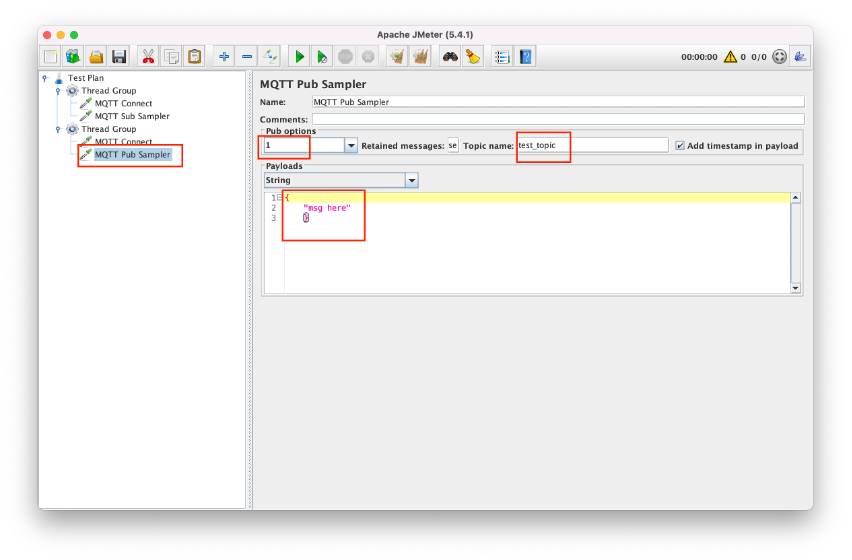 Apache JMeter (5.4.1)
00:00:00 0 0/0
Test Plan
Thread Group
MQTT Connect
MQTT Sub Sampler
Thread Group
MQTT Connect
MQTT Pub Sampler
MQTT Pub Sampler
Name: MQTT Pub Sampler
Comments:
Pub options
1 Retained messages: se Topic name: test_topic Add timestamp in payload
Payloads
String
1 {
2 "msg here"
3 }